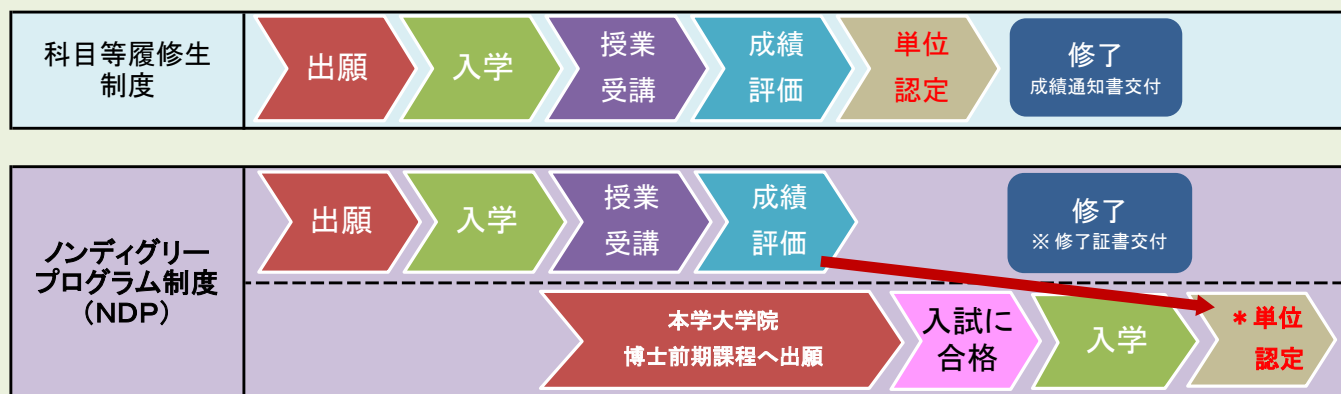 科目等履修生
制度
出願
入学
授業
受講
成績
評価
単位
認定
修了
成績通知書交付
ノンディグリー
プログラム制度
(NDP)
出願
入学
授業
受講
成績
評価
修了
※修了証書交付
本学大学院
博士前期課程へ出願
入試に
合格
入学
*単位
認定